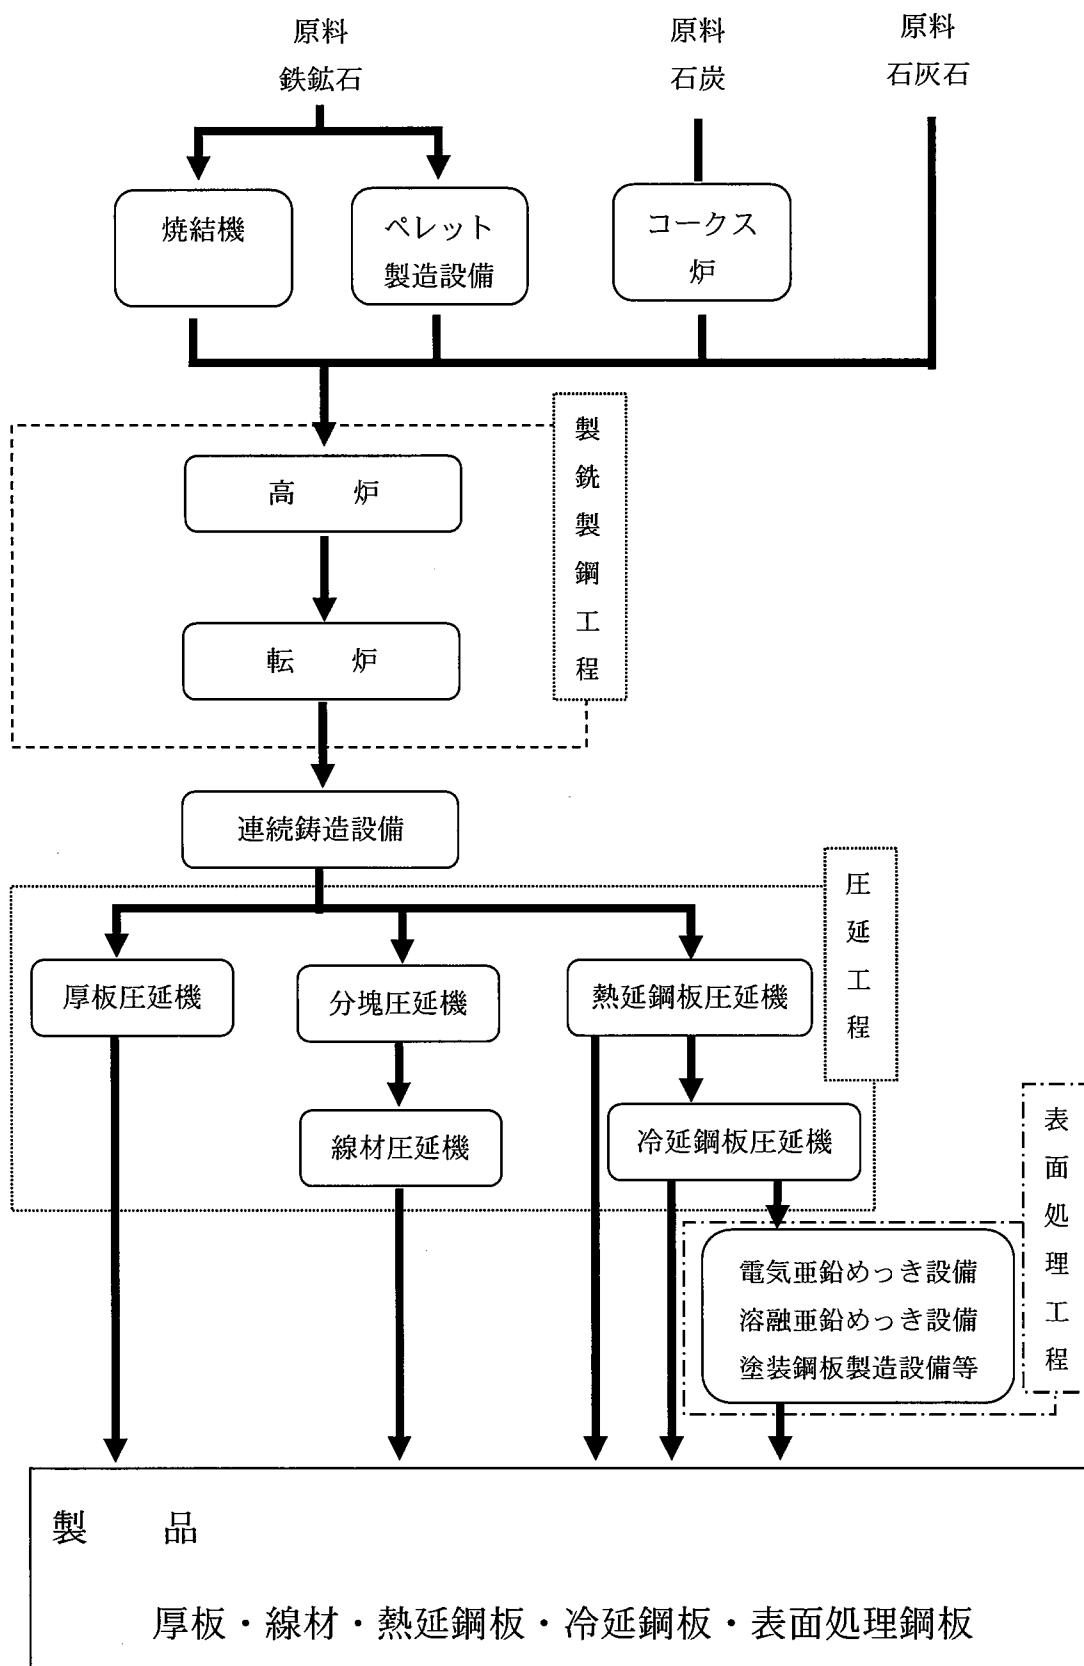 原料
鉄鉱石
原料
石炭
原料
石灰石
焼結機
ペレット
製造設備
コークス
炉
製銑製鋼工程
高　炉
転　炉
連続鋳造設備
圧延工程
厚板圧延機
分塊圧延機
熱延鋼板圧延機
線材圧延機
冷延鋼板圧延機
表面処理工程
電気亜鉛めっき設備
溶融亜鉛めっき設備
塗装鋼板製造設備等
製　品
厚板・線材・熱延鋼板・冷延鋼板・表面処理鋼板